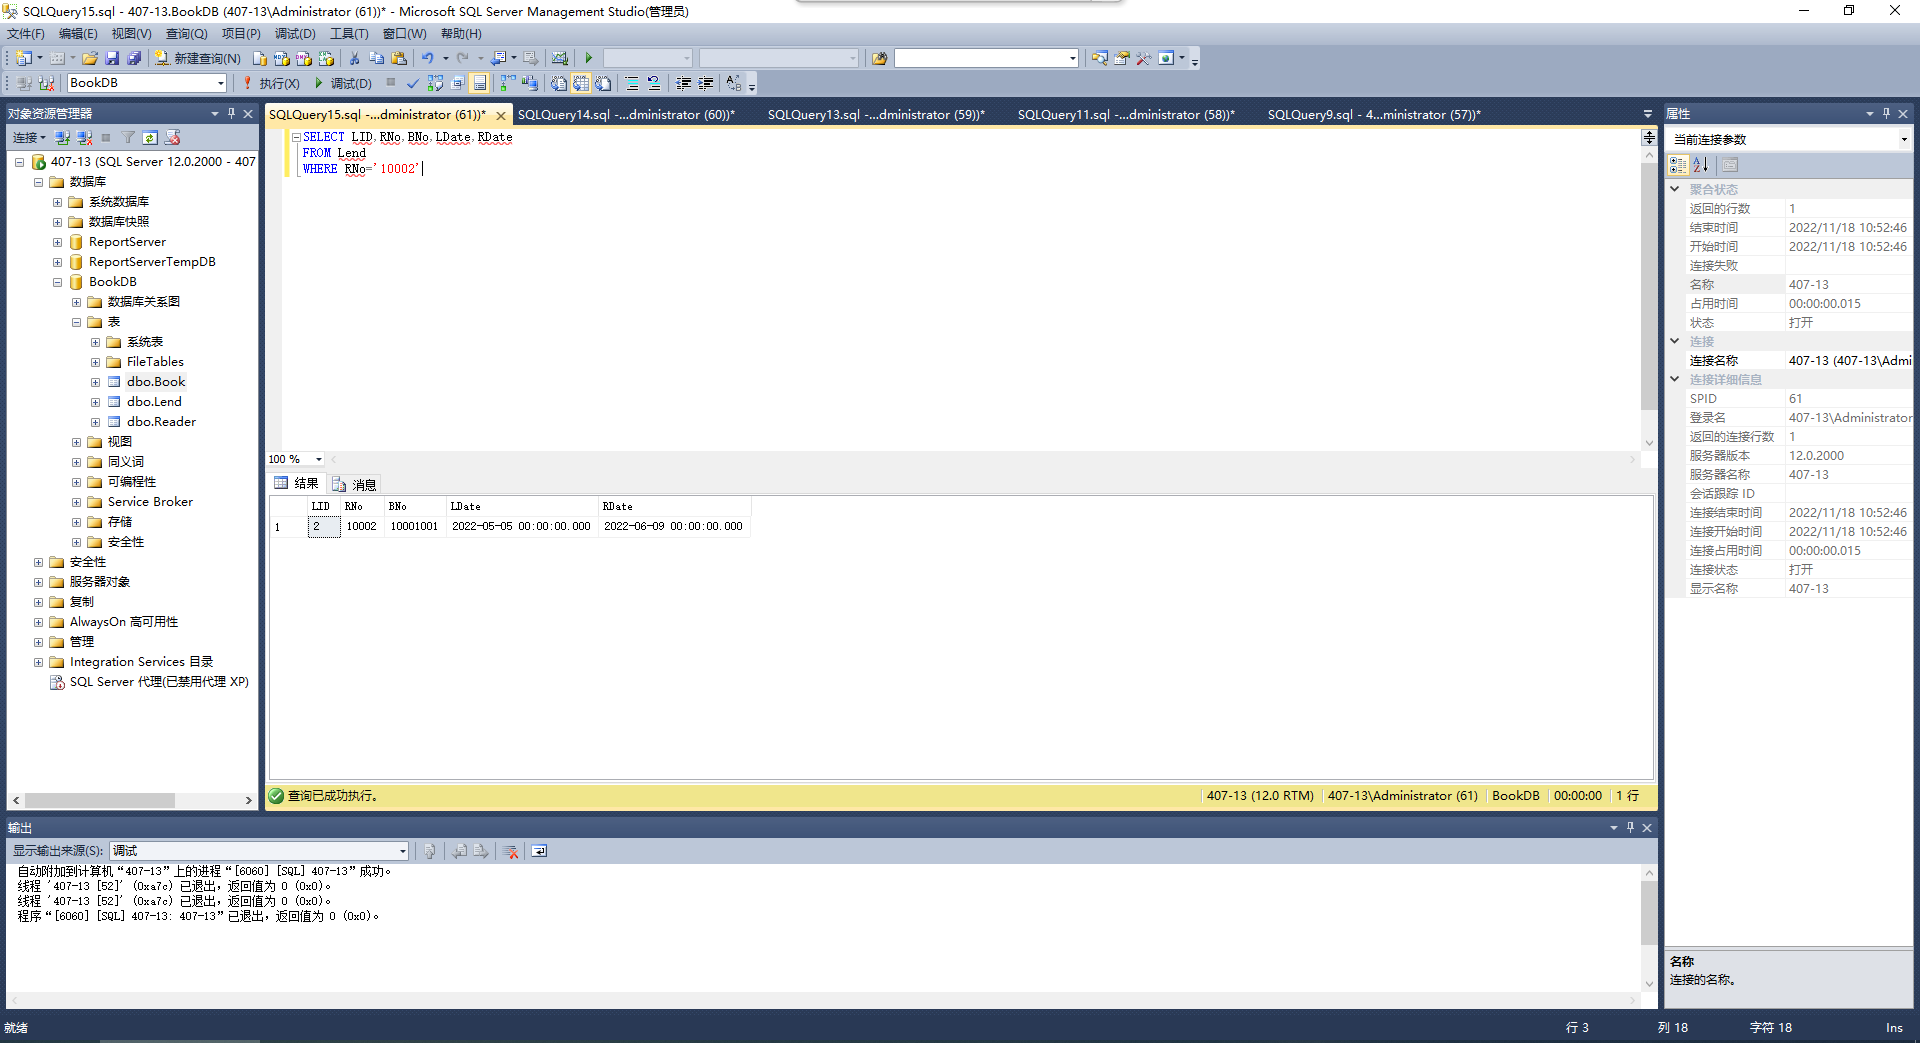 SQLQuery15.sql - 407-13.BookDB (407-13\Administrator (61))* - Microsoft SQL Server Management Studio(管理员)
文件(F) 编辑(E) 视图(V) 查询(Q) 项目(P) 调试(D) 工具(T) 窗口(W) 帮助(H)
新建查询(N)
BookDB 执行(X) 调试(D)
对象资源管理器
连接
407-13 (SQL Server 12.0.2000 - 407
数据库
系统数据库
数据库快照
ReportServer
ReportServerTempDB
BookDB
数据库关系图
表
系统表
FileTables
dbo.Book
dbo.Lend
dbo.Reader
视图
同义词
可编程性
Service Broker
存储
安全性
安全性
服务器对象
复制
AlwaysOn 高可用性
管理
Integration Services 目录
SQL Server 代理(已禁用代理 XP)
SQLQuery15.sql -...dministrator (61))* SQLQuery14.sql -...dministrator (60))* SQLQuery13.sql -...dministrator (59))* SQLQuery11.sql -...dministrator (58))* SQLQuery9.sql - 4...ministrator (57))*
SELECT LID,RNo,BNo,LDate,RDate
FROM Lend
WHERE RNo='10002'
100 %
结果 消息
LID RNo BNo LDate RDate
1 2 10002 10001001 2022-05-05 00:00:00.000 2022-06-09 00:00:00.000
查询已成功执行。 407-13 (12.0 RTM) 407-13\Administrator (61) BookDB 00:00:00 1 行
属性
当前连接参数
聚合状态
返回的行数 1
结束时间 2022/11/18 10:52:46
开始时间 2022/11/18 10:52:46
连接失败
名称 407-13
占用时间 00:00:00.015
状态 打开
连接
连接名称 407-13 (407-13\Admi
连接详细信息
SPID 61
登录名 407-13\Administrator
返回的连接行数 1
服务器版本 12.0.2000
服务器名称 407-13
会话跟踪 ID
连接结束时间 2022/11/18 10:52:46
连接开始时间 2022/11/18 10:52:46
连接占用时间 00:00:00.015
连接状态 打开
显示名称 407-13
名称
连接的名称。
输出
显示输出来源(S): 调试
自动附加到计算机“407-13”上的进程“[6060] [SQL] 407-13”成功。
线程 '407-13 [52]' (0xa7c) 已退出，返回值为 0 (0x0)。
线程 '407-13 [52]' (0xa7c) 已退出，返回值为 0 (0x0)。
程序“[6060] [SQL] 407-13: 407-13”已退出，返回值为 0 (0x0)。
就绪 行 3 列 18 字符 18 Ins